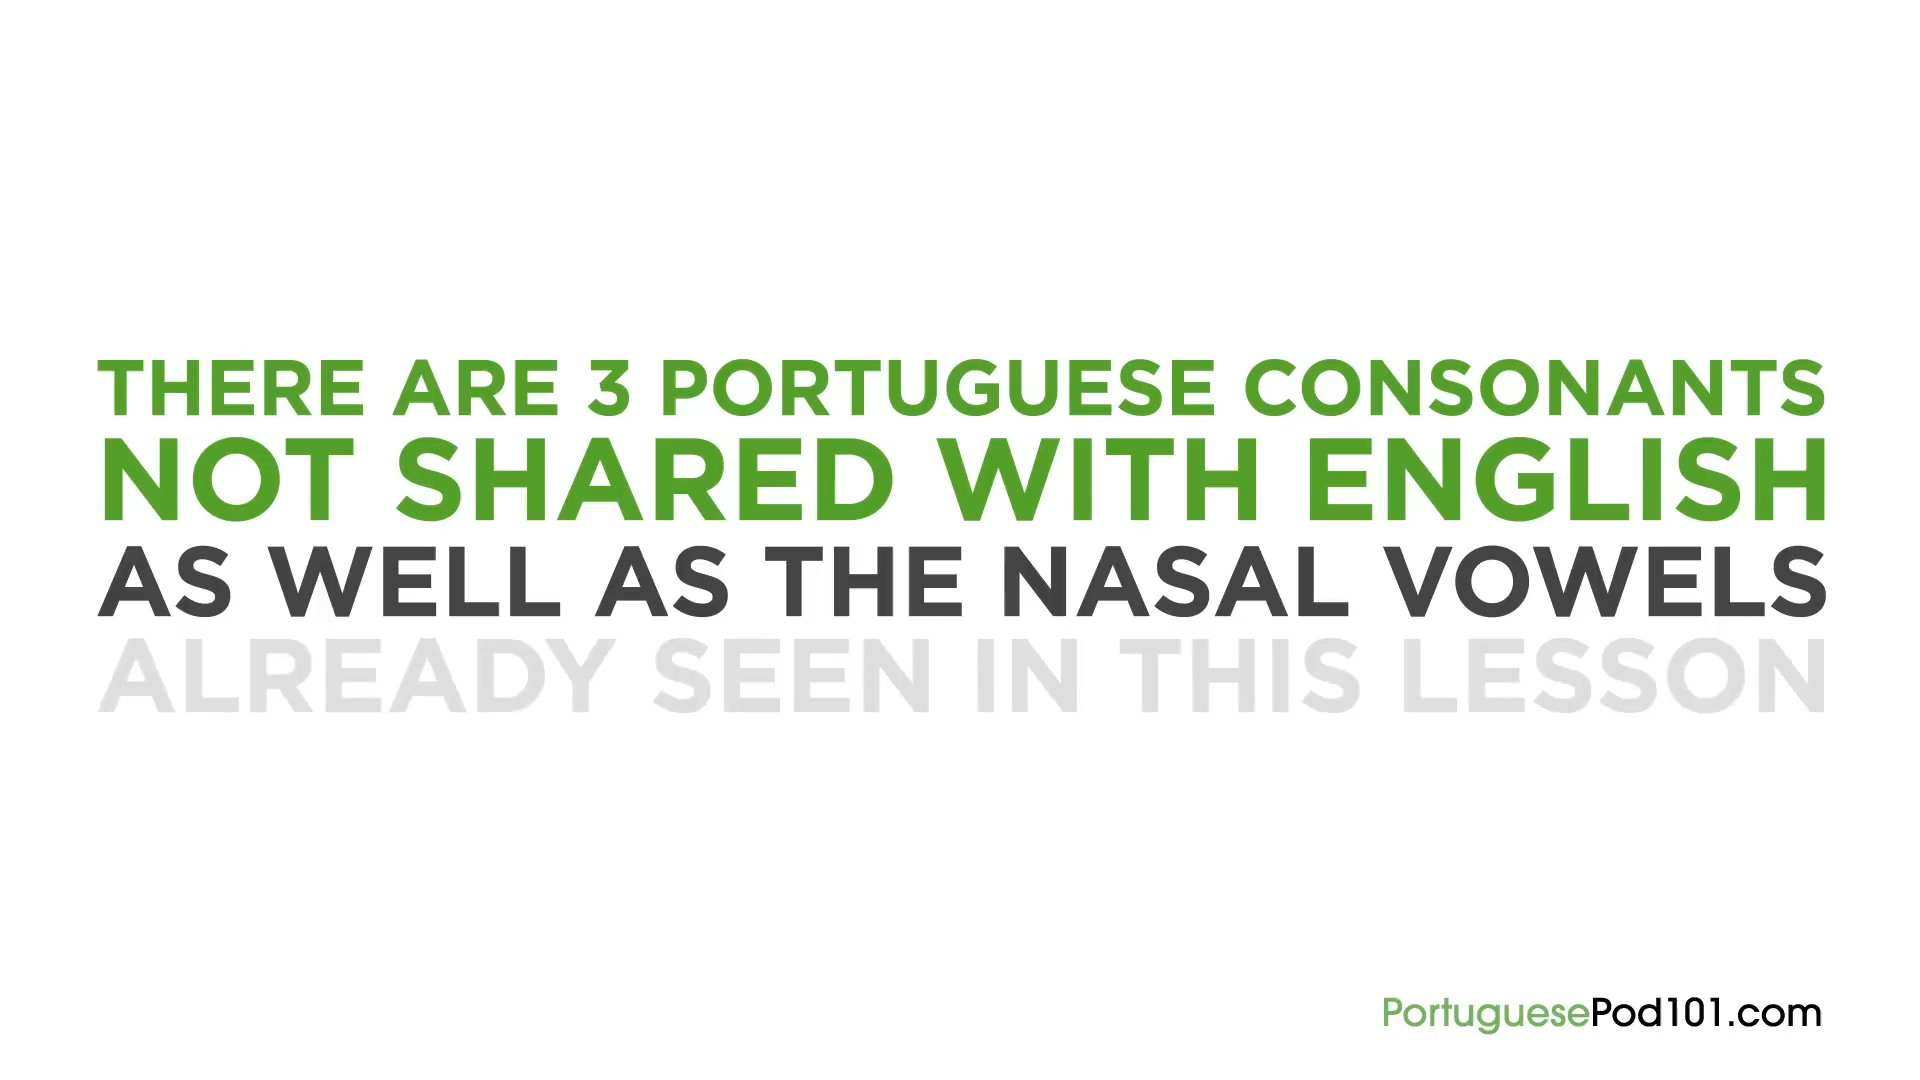 THERE ARE 3 PORTUGUESE CONSONANTS
NOT SHARED WITH ENGLISH
AS WELL AS THE NASAL VOWELS
ALREADY SEEN IN THIS LESSON
PortuguesePod101.com